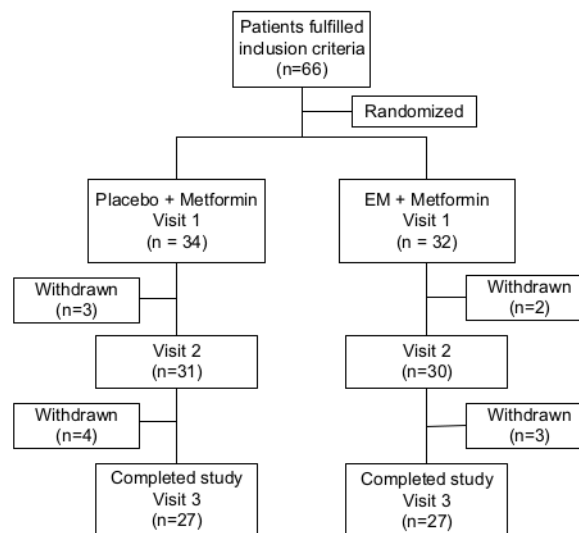 Patients fulfilled
inclusion criteria
(n=66)
Randomized
Placebo + Metformin
Visit 1
(n = 34)
EM + Metformin
Visit 1
(n = 32)
Withdrawn
(n=3)
Withdrawn
(n=2)
Visit 2
(n=31)
Visit 2
(n=30)
Withdrawn
(n=4)
Withdrawn
(n=3)
Completed study
Visit 3
(n=27)
Completed study
Visit 3
(n=27)